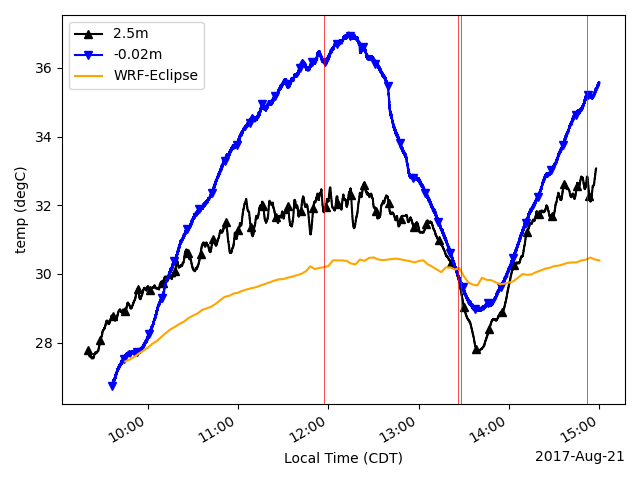 2.5m
-0.02m
WRF-Eclipse
temp (degC)
36
34
32
30
28
10:00
11:00
12:00
13:00
14:00
15:00
Local Time (CDT)
2017-Aug-21